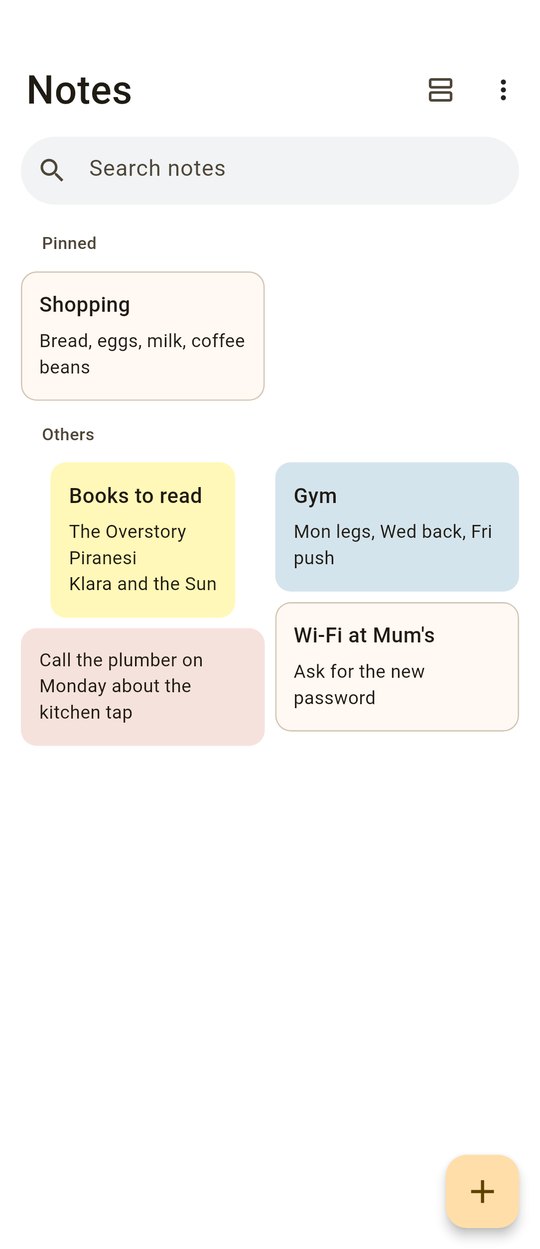 Notes
Search notes
Pinned
Shopping
Bread, eggs, milk, coffee
beans
Others
Books to read
The Overstory
Piranesi
Klara and the Sun
Gym
Mon legs, Wed back, Fri
push
Call the plumber on
Monday about the
kitchen tap
Wi-Fi at Mum's
Ask for the new
password